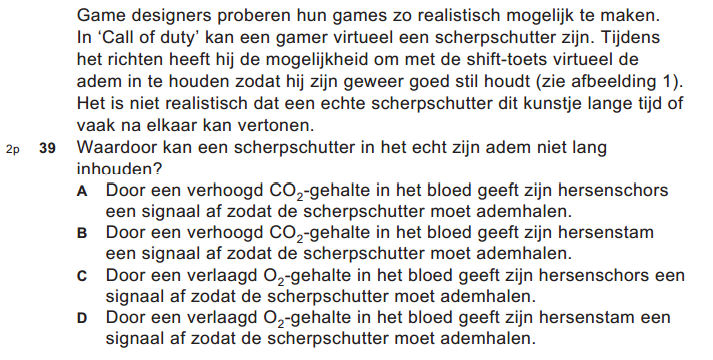 Game designers proberen hun games zo realistisch mogelijk te maken.
In ‘Call of duty’ kan een gamer virtueel een scherpschutter zijn. Tijdens
het richten heeft hij de mogelijkheid om met de shift-toets virtueel de
adem in te houden zodat hij zijn geweer goed stil houdt (zie afbeelding 1).
Het is niet realistisch dat een echte scherpschutter dit kunstje lange tijd of
vaak na elkaar kan vertonen.
2p 39 Waardoor kan een scherpschutter in het echt zijn adem niet lang
inhouden?
A Door een verhoogd CO₂-gehalte in het bloed geeft zijn hersenschors
een signaal af zodat de scherpschutter moet ademhalen.
B Door een verhoogd CO₂-gehalte in het bloed geeft zijn hersenstam
een signaal af zodat de scherpschutter moet ademhalen.
C Door een verlaagd O₂-gehalte in het bloed geeft zijn hersenschors een
signaal af zodat de scherpschutter moet ademhalen.
D Door een verlaagd O₂-gehalte in het bloed geeft zijn hersenstam een
signaal af zodat de scherpschutter moet ademhalen.